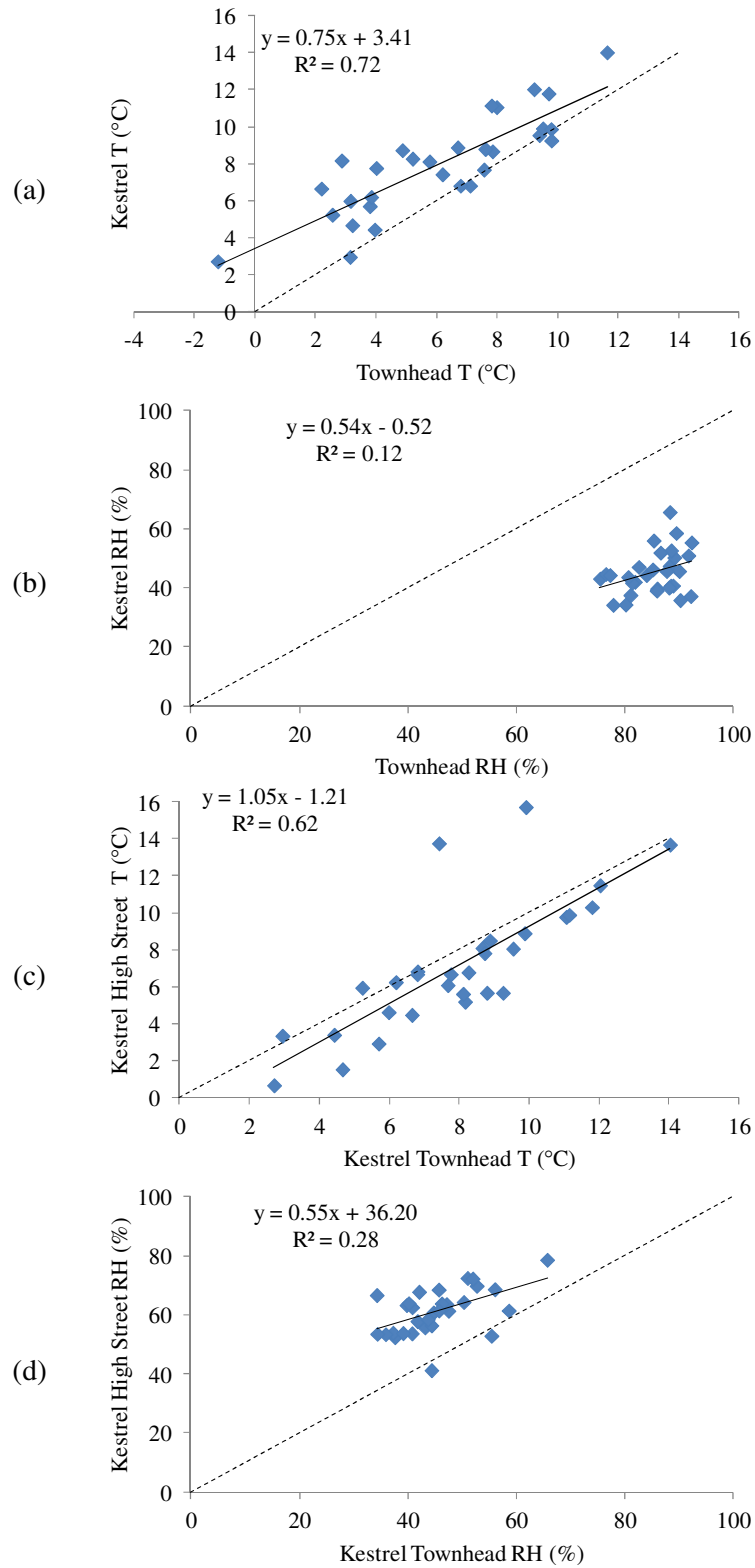 (a)
y = 0.75x + 3.41
R² = 0.72
Kestrel T (°C)
16
14
12
10
8
6
4
2
0
-4 -2 0 2 4 6 8 10 12 14 16
Townhead T (°C)
(b)
y = 0.54x - 0.52
R² = 0.12
Kestrel RH (%)
100
80
60
40
20
0
0 20 40 60 80 100
Townhead RH (%)
(c)
y = 1.05x - 1.21
R² = 0.62
Kestrel High Street T (°C)
16
14
12
10
8
6
4
2
0
0 2 4 6 8 10 12 14 16
Kestrel Townhead T (°C)
(d)
y = 0.55x + 36.20
R² = 0.28
Kestrel High Street RH (%)
100
80
60
40
20
0
0 20 40 60 80 100
Kestrel Townhead RH (%)